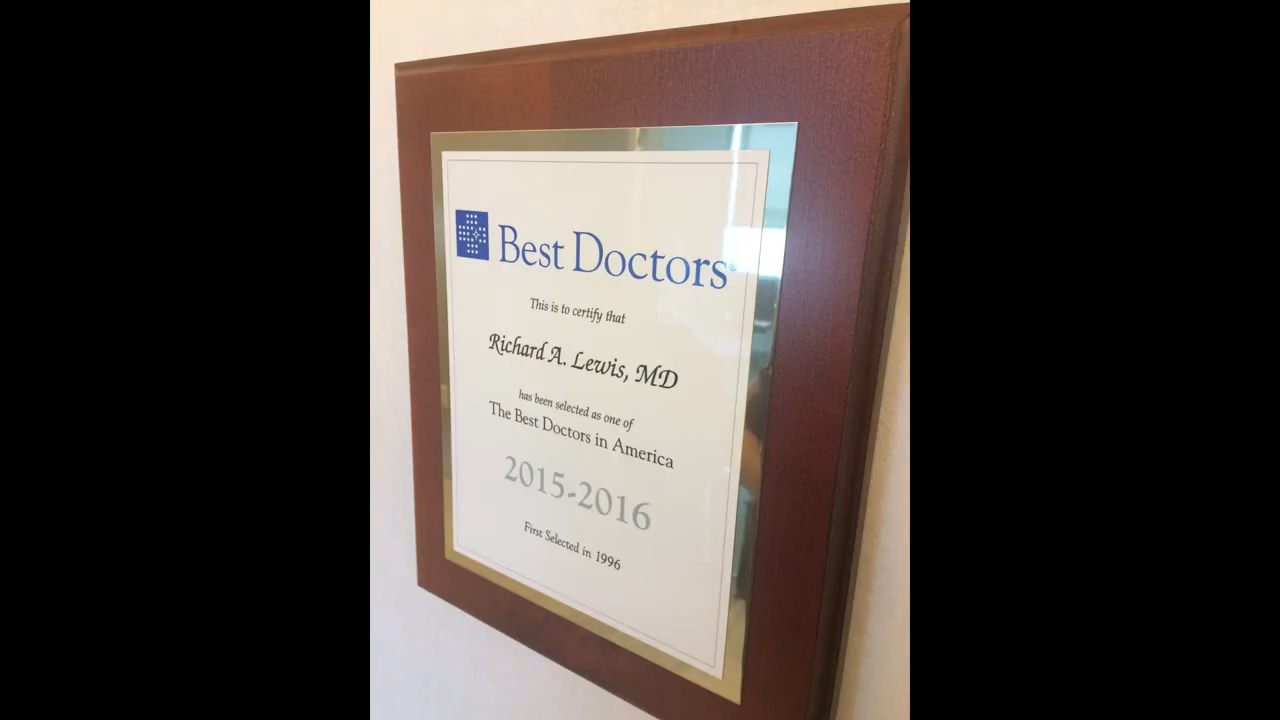 Best Doctors®
This is to certify that
Richard A. Lewis, MD
has been selected as one of
The Best Doctors in America
2015-2016
First Selected in 1996